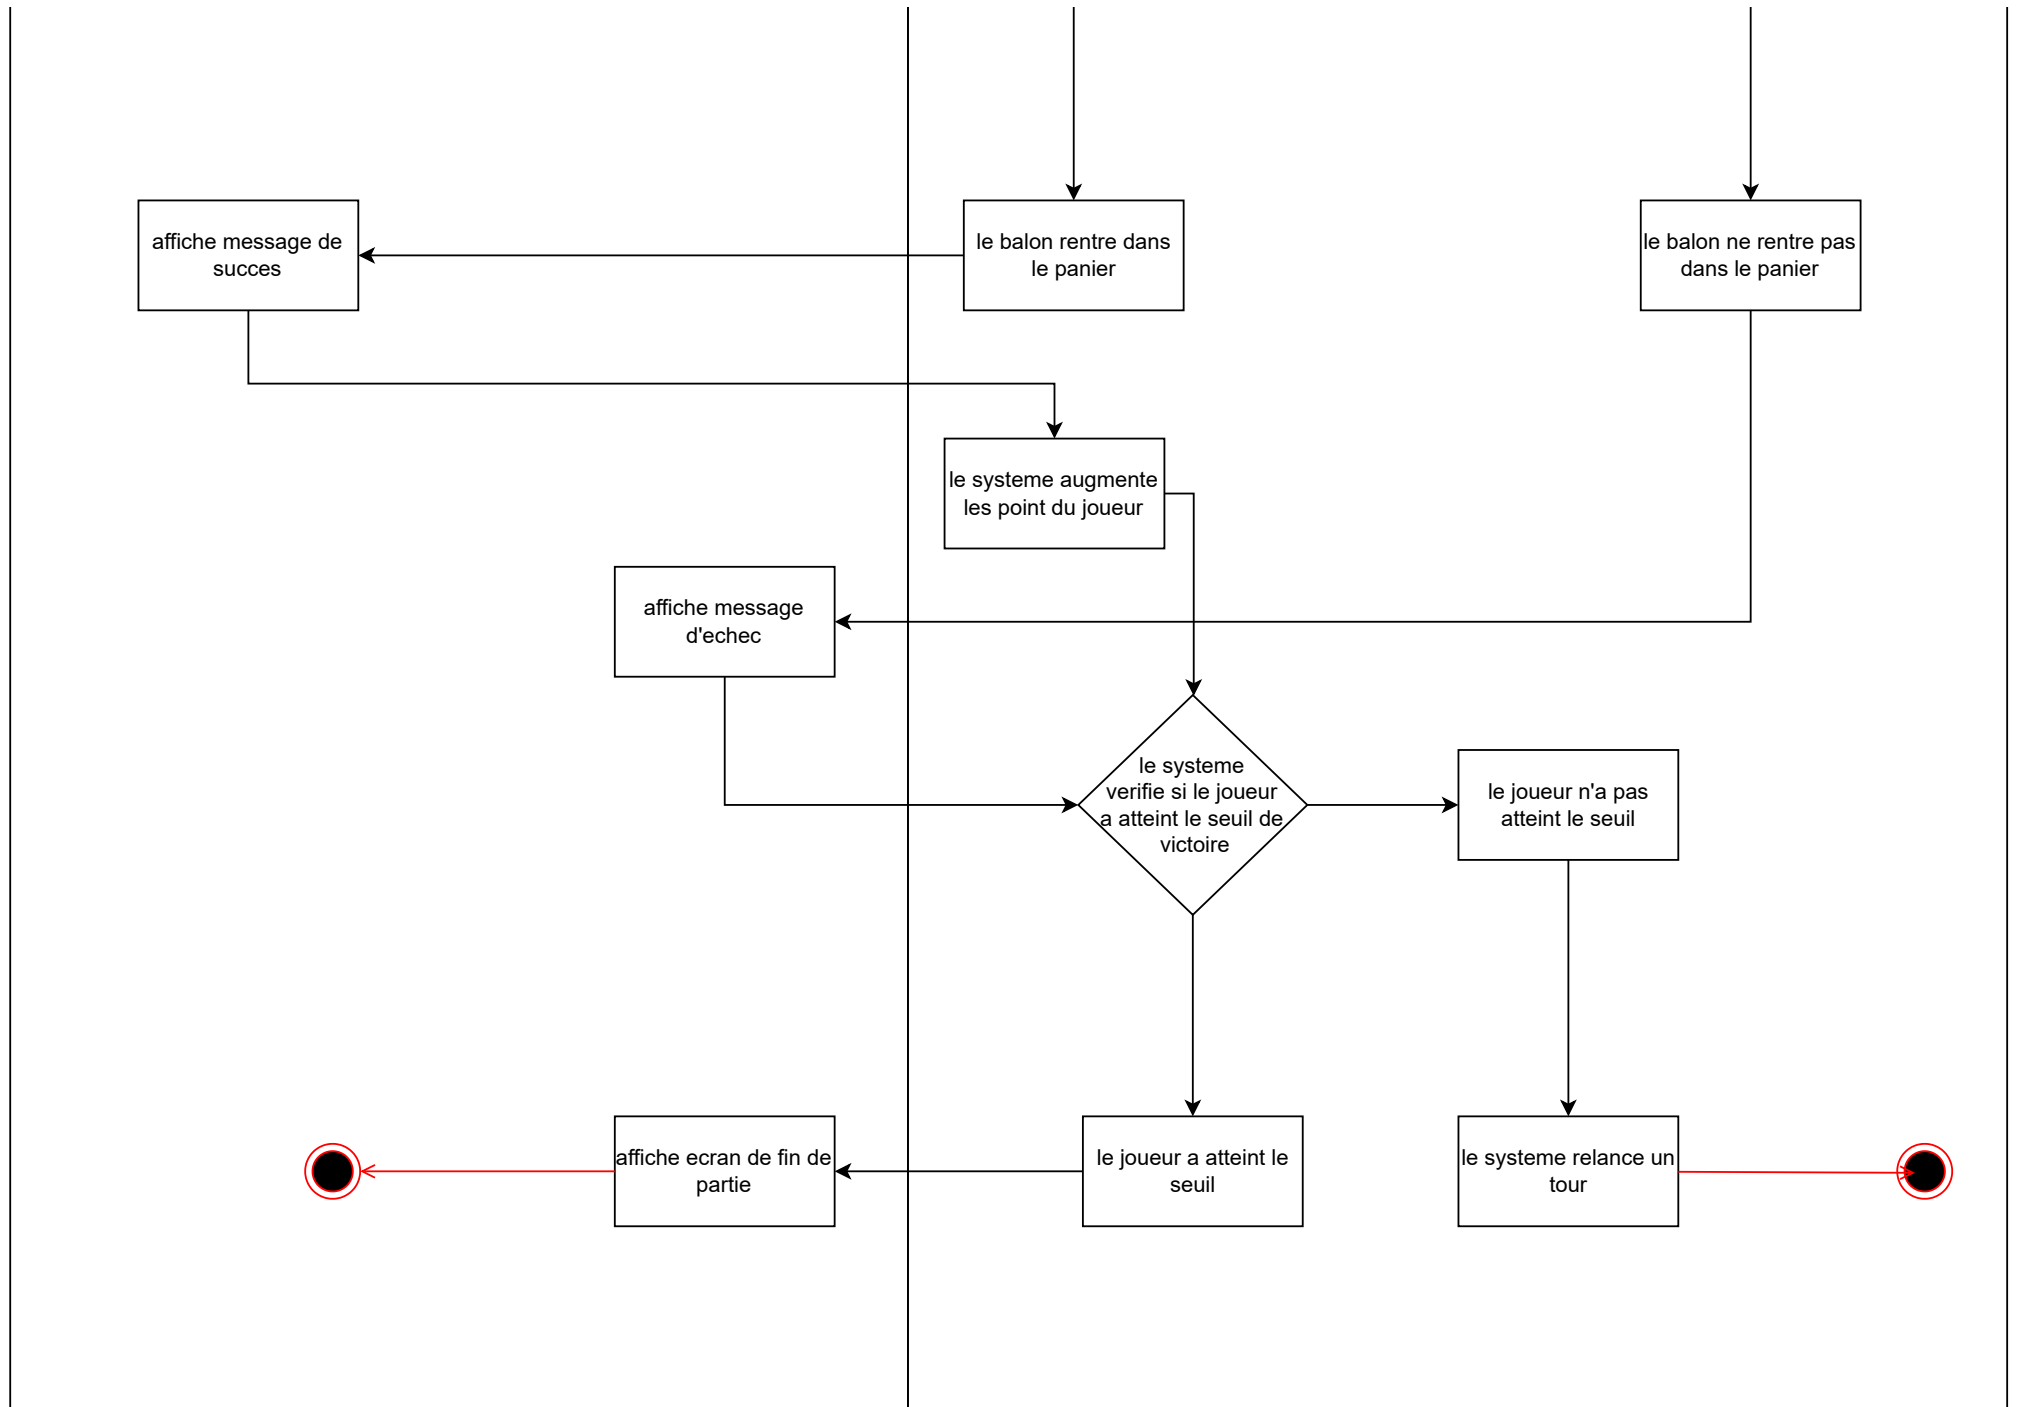 affiche message de
succes
le balon rentre dans
le panier
le balon ne rentre pas
dans le panier
le systeme augmente
les point du joueur
affiche message
d'echec
le systeme
verifie si le joueur
a atteint le seuil de
victoire
le joueur n'a pas
atteint le seuil
affiche ecran de fin de
partie
le joueur a atteint le
seuil
le systeme relance un
tour